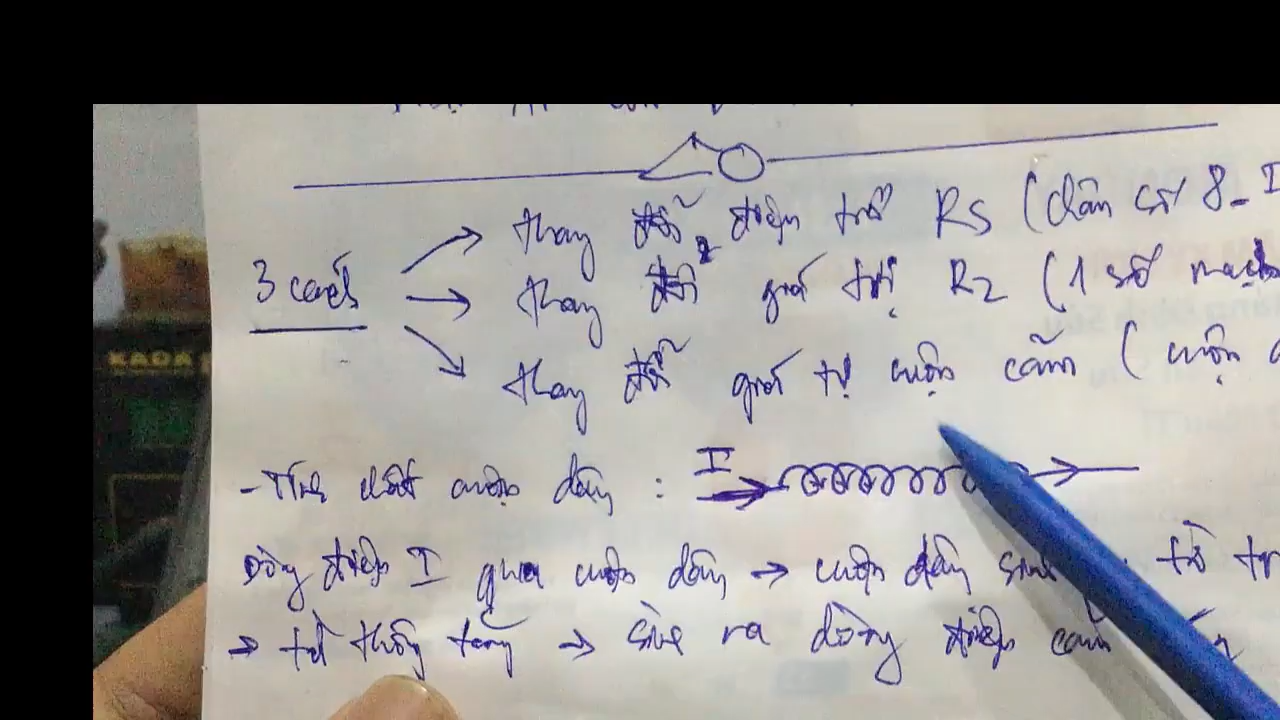 thay đổi điện trở RS (chân số 8 - I
3 cách
thay đổi giá trị R2 (1 số mạch
thay đổi giá trị cuộn cảm (cuộn
- Tính chất cuộn dây : I
Dòng điện I qua cuộn dây → cuộn dây sinh từ
→ từ thông tăng → sinh ra dòng điện cảm